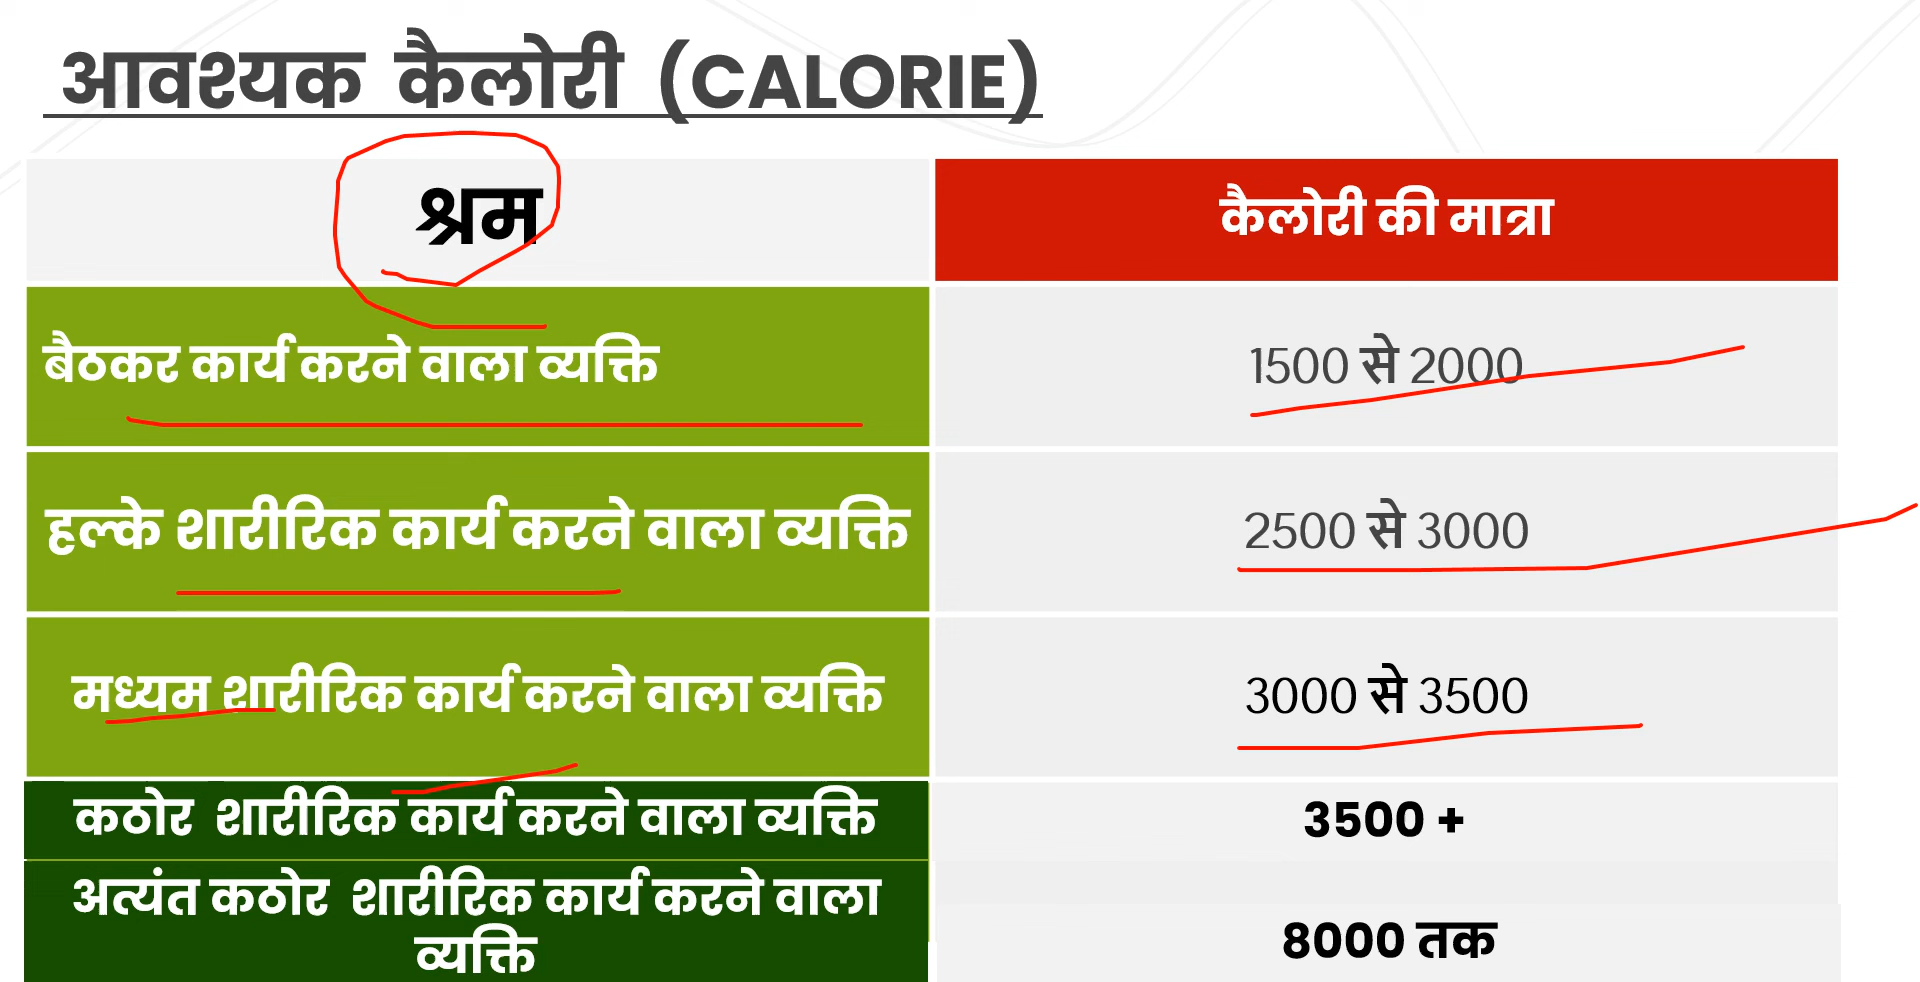 आवश्यक कैलोरी (CALORIE)
श्रम
कैलोरी की मात्रा
बैठकर कार्य करने वाला व्यक्ति
1500 से 2000
हल्के शारीरिक कार्य करने वाला व्यक्ति
2500 से 3000
मध्यम शारीरिक कार्य करने वाला व्यक्ति
3000 से 3500
कठोर शारीरिक कार्य करने वाला व्यक्ति
3500 +
अत्यंत कठोर शारीरिक कार्य करने वाला
व्यक्ति
8000 तक